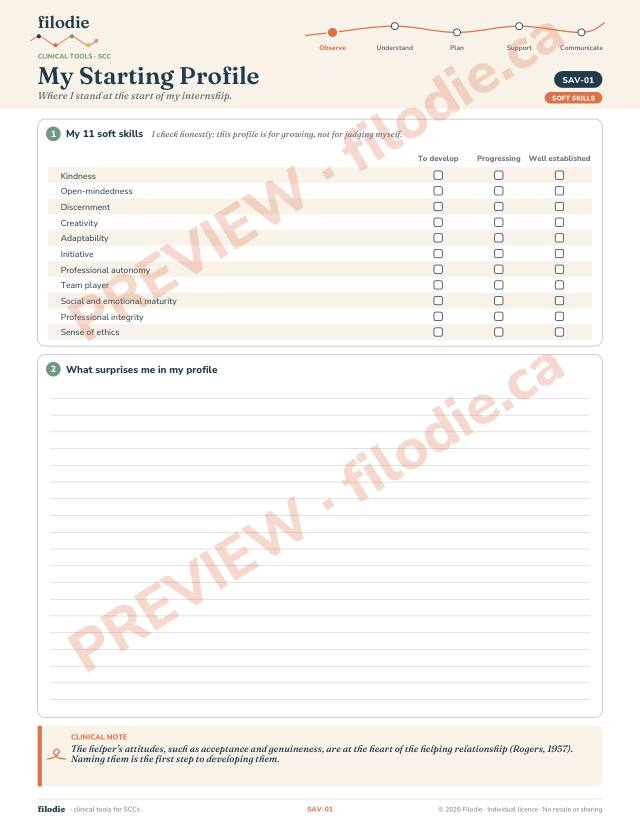 filodie
CLINICAL TOOLS · SCC
My Starting Profile
Where I stand at the start of my internship.
Observe Understand Plan Support Communicate
SAV-01
SOFT SKILLS
1 My 11 soft skills I check honestly: this profile is for growing, not for judging myself.
To develop Progressing Well established
Kindness
Open-mindedness
Discernment
Creativity
Adaptability
Initiative
Professional autonomy
Team player
Social and emotional maturity
Professional integrity
Sense of ethics
PREVIEW · filodie.ca
2 What surprises me in my profile
PREVIEW · filodie.ca
CLINICAL NOTE
The helper's attitudes, such as acceptance and genuineness, are at the heart of the helping relationship (Rogers, 1957).
Naming them is the first step to developing them.
filodie · clinical tools for SCCs SAV-01 © 2026 Filodie · Individual licence · No resale or sharing